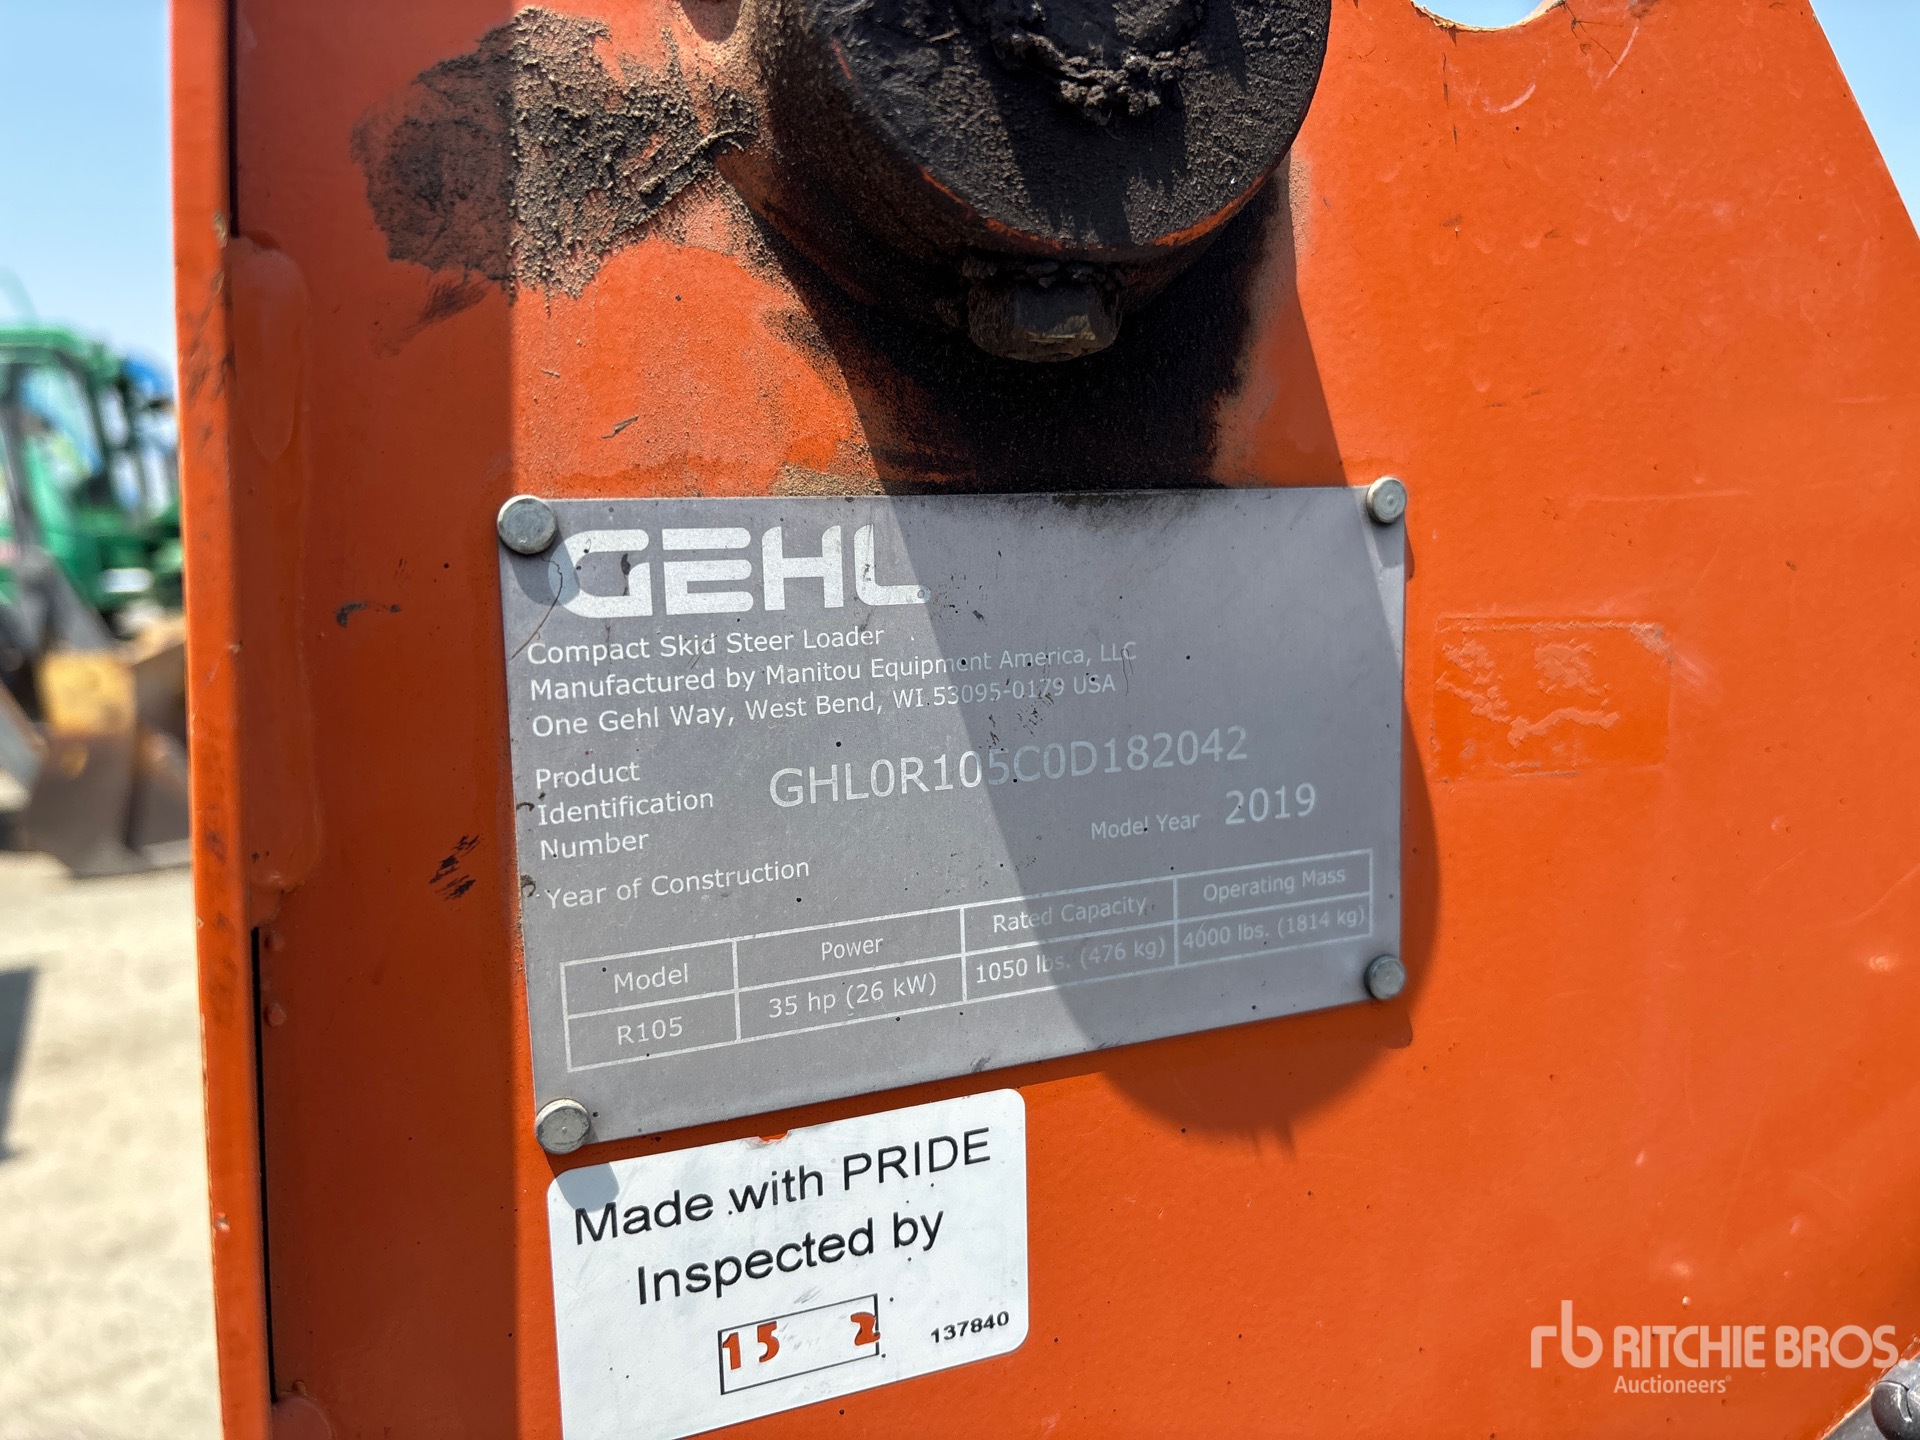 GEHL
Compact Skid Steer Loader
Manufactured by Manitou Equipment America, LLC
One Gehl Way, West Bend, WI 53095-0179 USA
Product
Identification
Number
GHL0R105C0D182042
Model Year 2019
Year of Construction
Model Power Rated Capacity Operating Mass
R105 35 hp (26 kW) 1050 lbs. (476 kg) 4000 lbs. (1814 kg)
Made with PRIDE
Inspected by
15 2 137840
rb RITCHIE BROS
Auctioneers